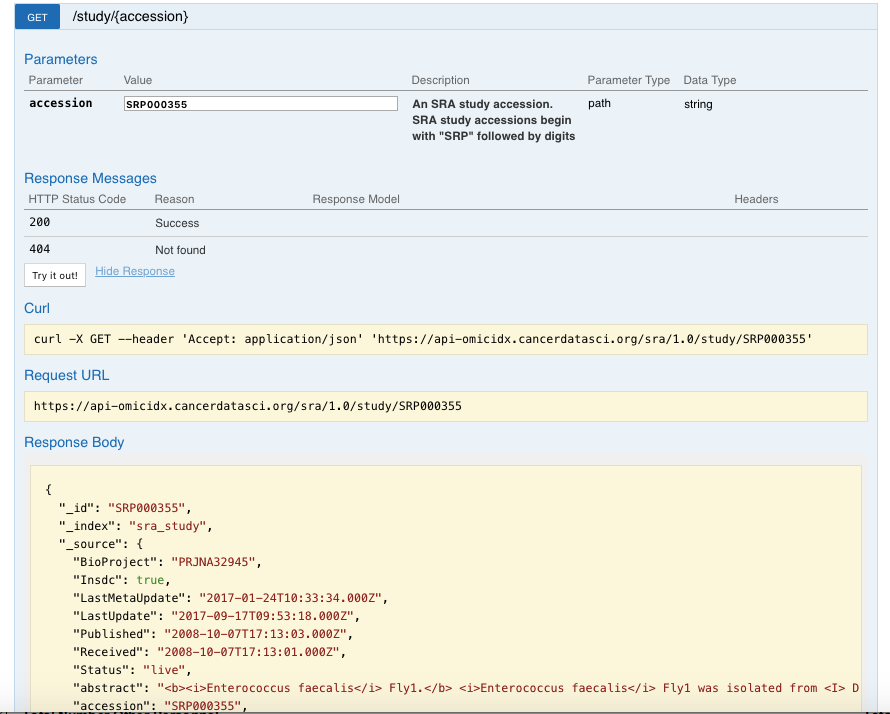 GET /study/{accession}
Parameters
Parameter Value Description Parameter Type Data Type
accession SRP000355 An SRA study accession. path string
SRA study accessions begin
with "SRP" followed by digits
Response Messages
HTTP Status Code Reason Response Model Headers
200 Success
404 Not found
Try it out! Hide Response
Curl
curl -X GET --header 'Accept: application/json' 'https://api-omicidx.cancerdatasci.org/sra/1.0/study/SRP000355'
Request URL
https://api-omicidx.cancerdatasci.org/sra/1.0/study/SRP000355
Response Body
{
"_id": "SRP000355",
"_index": "sra_study",
"_source": {
"BioProject": "PRJNA32945",
"Insdc": true,
"LastMetaUpdate": "2017-01-24T10:33:34.000Z",
"LastUpdate": "2017-09-17T09:53:18.000Z",
"Published": "2008-10-07T17:13:03.000Z",
"Received": "2008-10-07T17:13:01.000Z",
"Status": "live",
"abstract": "<b><i>Enterococcus faecalis</i> Fly1.</b> <i>Enterococcus faecalis</i> Fly1 was isolated from <I> D
"accession": "SRP000355",